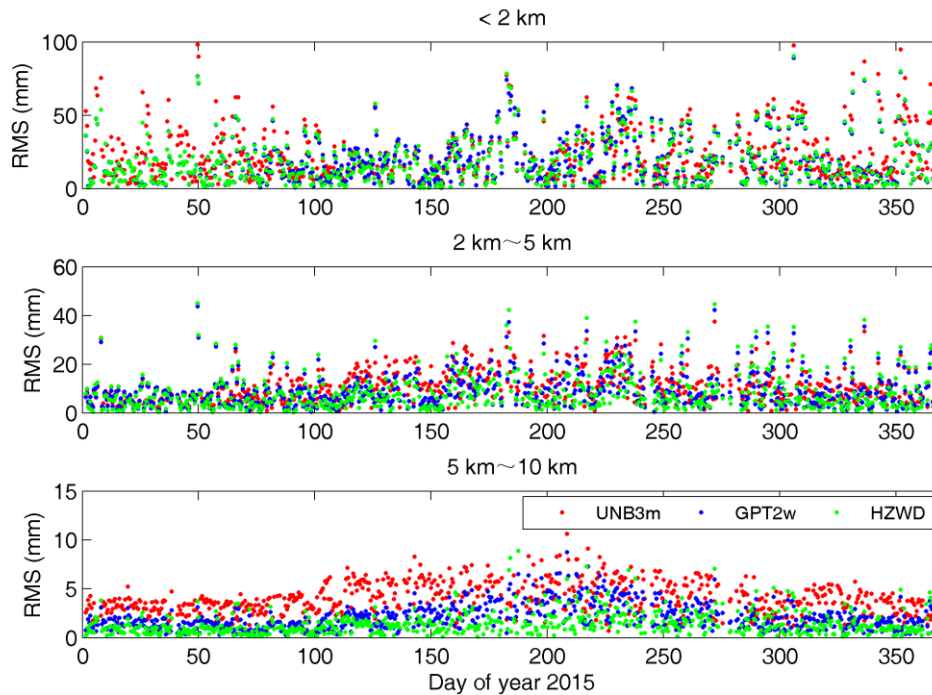 < 2 km
RMS (mm)
100
50
0
0 50 100 150 200 250 300 350
2 km～5 km
RMS (mm)
60
40
20
0
0 50 100 150 200 250 300 350
5 km～10 km
RMS (mm)
15
10
5
0
UNB3m GPT2w HZWD
0 50 100 150 200 250 300 350
Day of year 2015